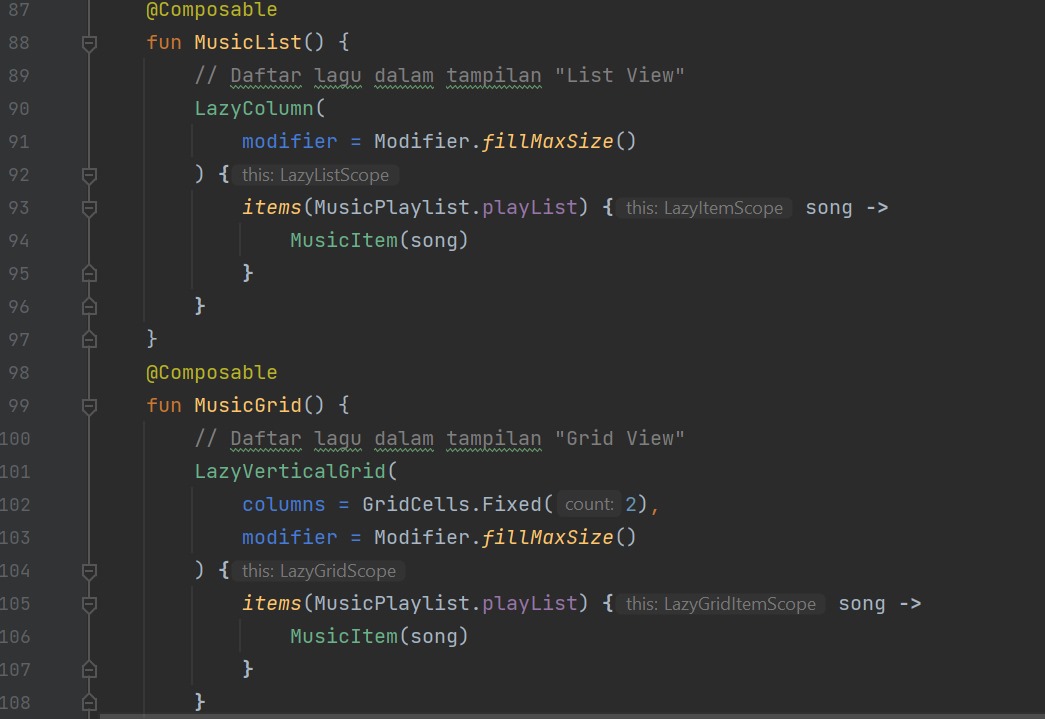 87 @Composable
88 fun MusicList() {
89 // Daftar lagu dalam tampilan "List View"
90 LazyColumn(
91 modifier = Modifier.fillMaxSize()
92 ) { this: LazyListScope
93 items(MusicPlaylist.playList) { this: LazyItemScope song ->
94 MusicItem(song)
95 }
96 }
97 }
98 @Composable
99 fun MusicGrid() {
100 // Daftar lagu dalam tampilan "Grid View"
101 LazyVerticalGrid(
102 columns = GridCells.Fixed( count: 2),
103 modifier = Modifier.fillMaxSize()
104 ) { this: LazyGridScope
105 items(MusicPlaylist.playList) { this: LazyGridItemScope song ->
106 MusicItem(song)
107 }
108 }